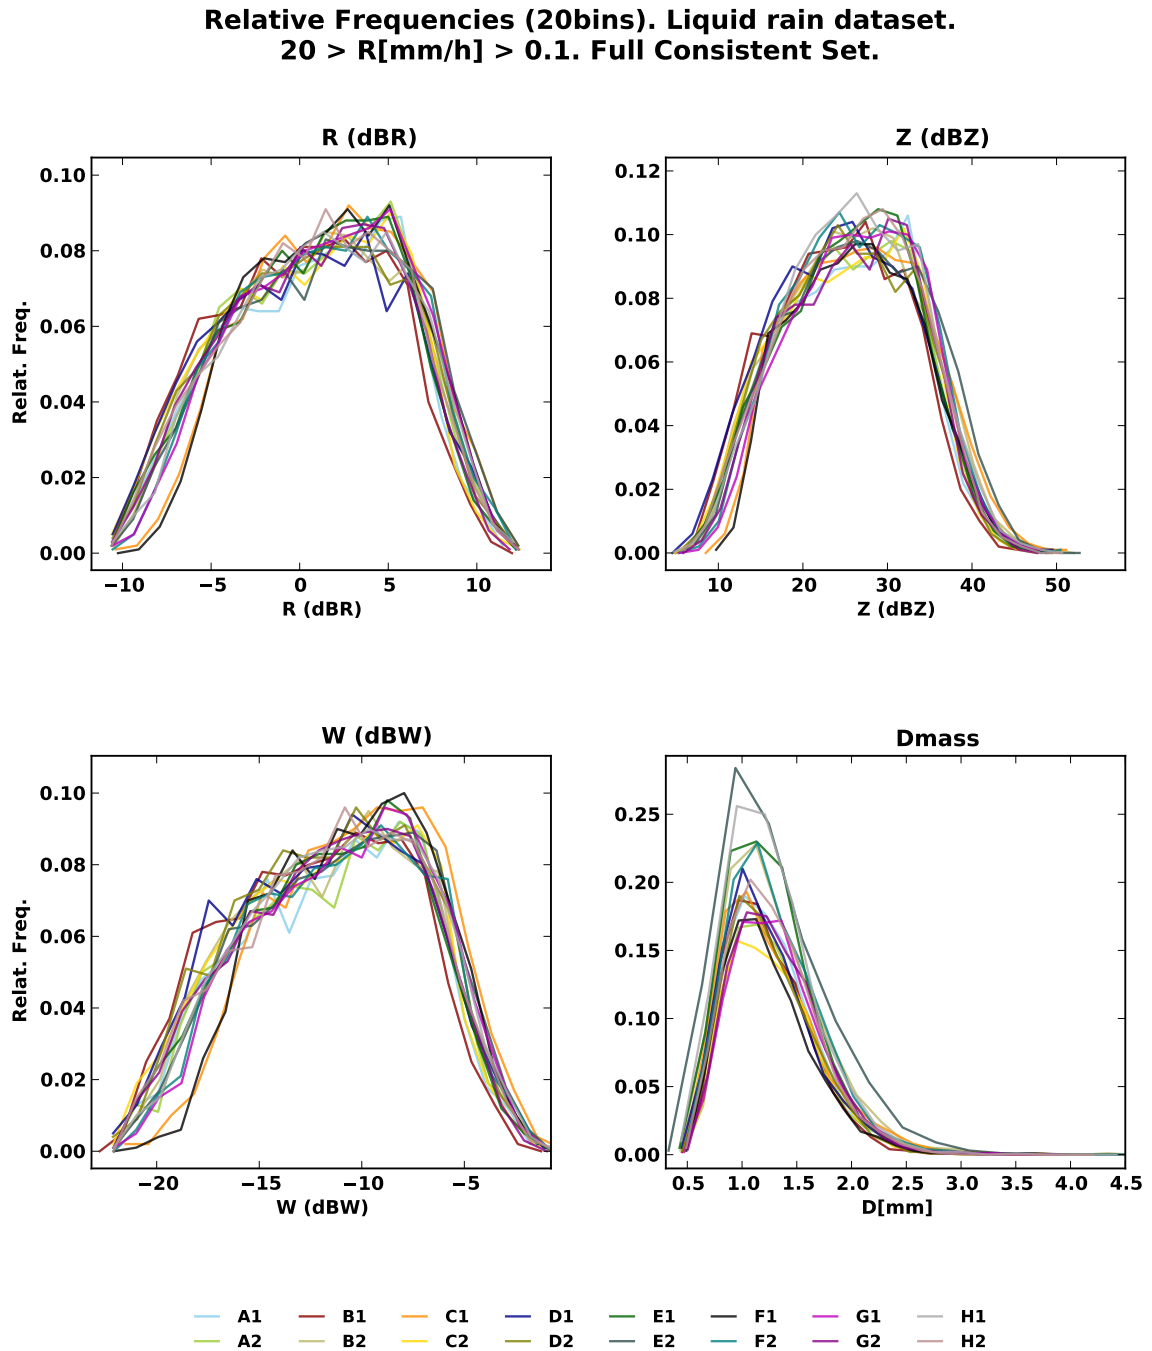 Relative Frequencies (20bins). Liquid rain dataset.
20 > R[mm/h] > 0.1. Full Consistent Set.
R (dBR)
Relat. Freq.
0.10
0.08
0.06
0.04
0.02
0.00
−10 −5 0 5 10
R (dBR)
Z (dBZ)
0.12
0.10
0.08
0.06
0.04
0.02
0.00
10 20 30 40 50
Z (dBZ)
W (dBW)
Relat. Freq.
0.10
0.08
0.06
0.04
0.02
0.00
−20 −15 −10 −5
W (dBW)
Dmass
0.25
0.20
0.15
0.10
0.05
0.00
0.5 1.0 1.5 2.0 2.5 3.0 3.5 4.0 4.5
D[mm]
A1 B1 C1 D1 E1 F1 G1 H1
A2 B2 C2 D2 E2 F2 G2 H2